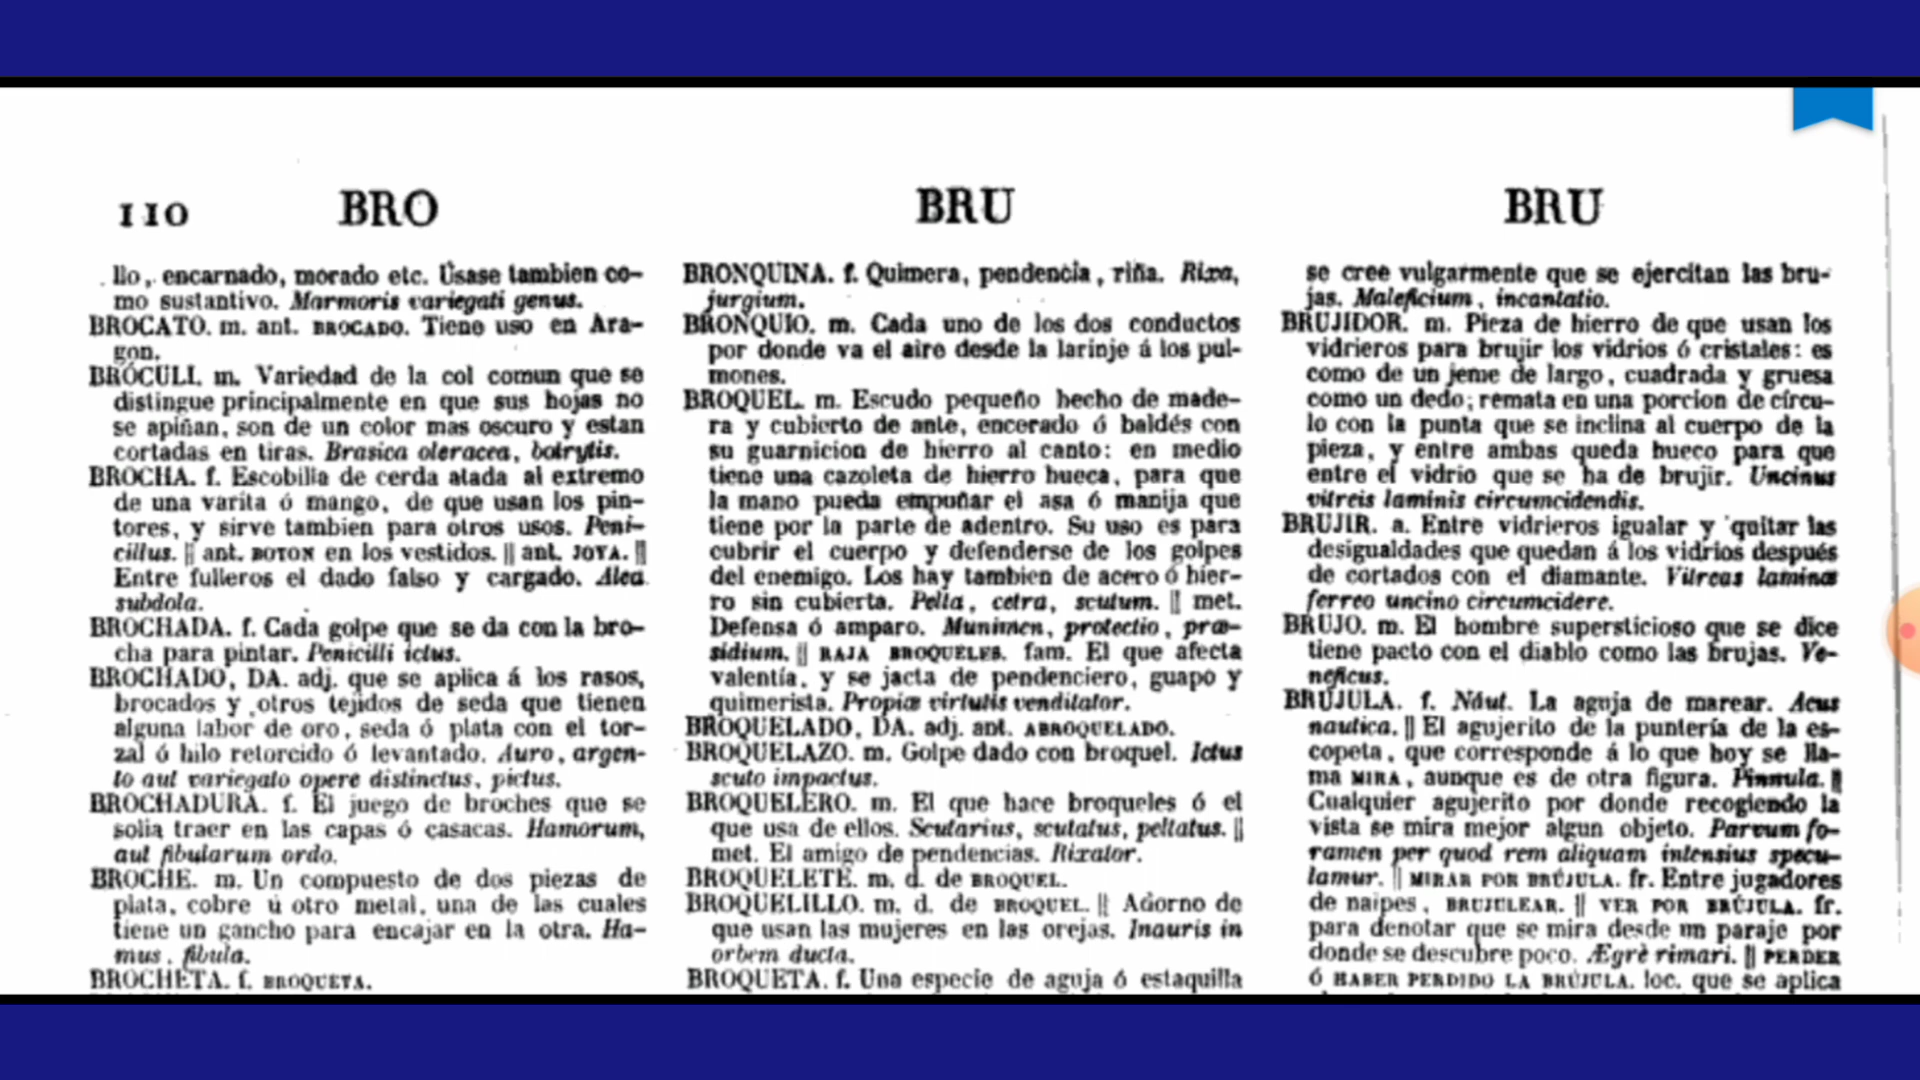 110
BRO
BRU
BRU
llo, encarnado, morado etc. Úsase tambien co-
mo sustantivo. Marmoris variegati genus.
BROCATO. m. ant. BROCADO. Tiene uso en Ara-
gon.
BRÓCULI. m. Variedad de la col comun que se
distingue principalmente en que sus hojas no
se apiñan, son de un color mas oscuro y estan
cortadas en tiras. Brasica oleracea, botrytis.
BROCHA. f. Escobilla de cerda atada al extremo
de una varita ó mango, de que usan los pin-
tores, y sirve tambien para otros usos. Peni-
cillus. || ant. BOTON en los vestidos. || ant. JOYA. ||
Entre fulleros el dado falso y cargado. Alea
subdola.
BROCHADA. f. Cada golpe que se da con la bro-
cha para pintar. Penicilli ictus.
BROCHADO, DA. adj. que se aplica á los rasos,
brocados y otros tejidos de seda que tienen
alguna labor de oro, seda ó plata con el tor-
zal ó hilo retorcido ó levantado. Auro, argen-
to aut variegato opere distinctus, pictus.
BROCHADURA. f. El juego de broches que se
solia traer en las capas ó casacas. Hamorum,
aut fibularum ordo.
BROCHE. m. Un compuesto de dos piezas de
plata, cobre ú otro metal, una de las cuales
tiene un gancho para encajar en la otra. Ha-
mus, fibula.
BROCHETA. f. BROQUETA.
BRONQUINA. f. Quimera, pendencia, riña. Rixa,
jurgium.
BRONQUIO. m. Cada uno de los dos conductos
por donde va el aire desde la larinje á los pul-
mones.
BROQUEL. m. Escudo pequeño hecho de made-
ra y cubierto de ante, encerado ó baldés con
su guarnicion de hierro al canto: en medio
tiene una cazoleta de hierro hueca, para que
la mano pueda empuñar el asa ó manija que
tiene por la parte de adentro. Su uso es para
cubrir el cuerpo y defenderse de los golpes
del enemigo. Los hay tambien de acero ó hier-
ro sin cubierta. Pelta, cetra, scutum. || met.
Defensa ó amparo. Munimen, protectio, præ-
sidium. || RAJA BROQUELES. fam. El que afecta
valentía, y se jacta de pendenciero, guapo y
quimerista. Propiæ virtutis venditator.
BROQUELADO, DA. adj. ant. ABROQUELADO.
BROQUELAZO. m. Golpe dado con broquel. Ictus
scuto impactus.
BROQUELERO. m. El que hace broqueles ó el
que usa de ellos. Scutarius, scutatus, peltatus. ||
met. El amigo de pendencias. Rixator.
BROQUELETE. m. d. de BROQUEL.
BROQUELILLO. m. d. de BROQUEL. || Adorno de
que usan las mujeres en las orejas. Inauris in
orbem ducta.
BROQUETA. f. Una especie de aguja ó estaquilla
se cree vulgarmente que se ejercitan las bru-
jas. Maleficium, incantatio.
BRUJIDOR. m. Pieza de hierro de que usan los
vidrieros para brujir los vidrios ó cristales: es
como de un jeme de largo, cuadrada y gruesa
como un dedo; remata en una porcion de círcu-
lo con la punta que se inclina al cuerpo de la
pieza, y entre ambas queda hueco para que
entre el vidrio que se ha de brujir. Uncinus
vitreis laminis circumcidendis.
BRUJIR. a. Entre vidrieros igualar y quitar las
desigualdades que quedan á los vidrios después
de cortados con el diamante. Vitreas laminas
ferreo uncino circumcidere.
BRUJO. m. El hombre supersticioso que se dice
tiene pacto con el diablo como las brujas. Ve-
neficus.
BRÚJULA. f. Náut. La aguja de marear. Acus
nautica. || El agujerito de la puntería de la es-
copeta, que corresponde á lo que hoy se lla-
ma MIRA, aunque es de otra figura. Pinnula. ||
Cualquier agujerito por donde recogiendo la
vista se mira mejor algun objeto. Parvum fo-
ramen per quod rem aliquam intensius specu-
lamur. || MIRAR POR BRÚJULA. fr. Entre jugadores
de naipes, BRUJULEAR. || VER POR BRÚJULA. fr.
para denotar que se mira desde un paraje por
donde se descubre poco. Ægrè rimari. || PERDER
ó HABER PERDIDO LA BRÚJULA. loc. que se aplica